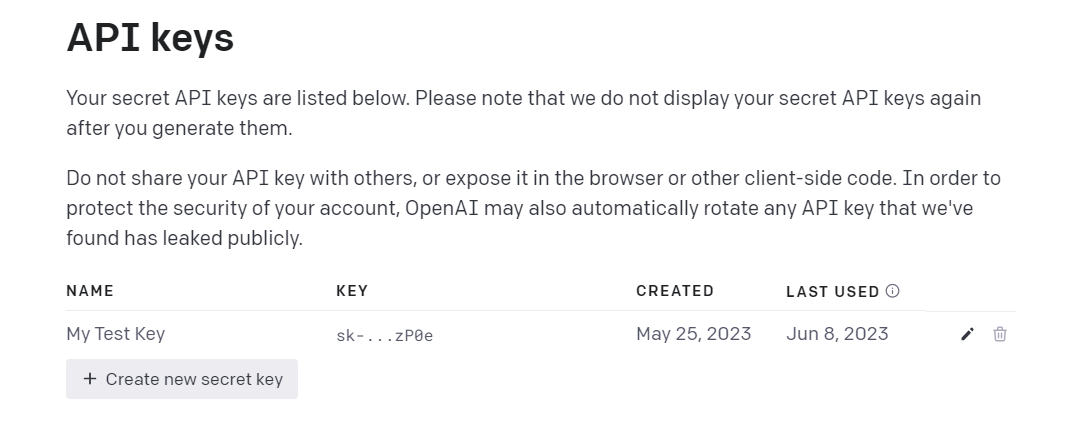 API keys
Your secret API keys are listed below. Please note that we do not display your secret API keys again
after you generate them.
Do not share your API key with others, or expose it in the browser or other client-side code. In order to
protect the security of your account, OpenAI may also automatically rotate any API key that we've
found has leaked publicly.
NAME KEY CREATED LAST USED
My Test Key sk-...zP0e May 25, 2023 Jun 8, 2023
+ Create new secret key